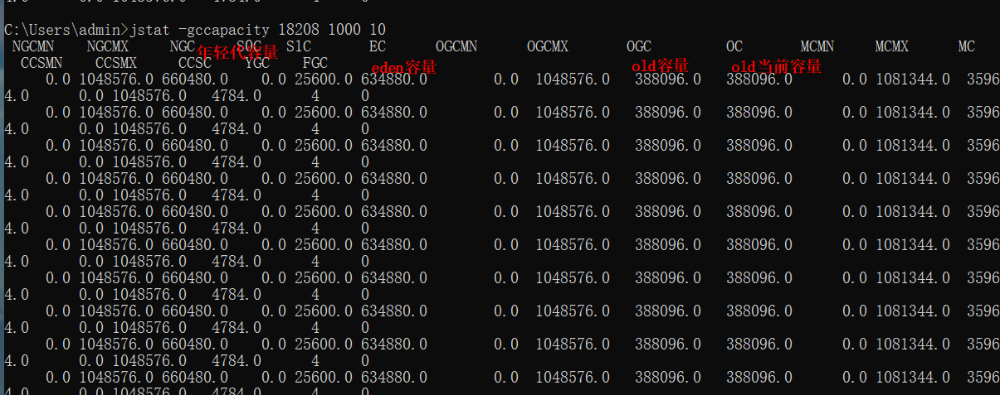 4.0 0.0 1048576.0 4784.0 4 0
C:\Users\admin>jstat -gccapacity 18208 1000 10
NGCMN NGCMX NGC S0C S1C EC OGCMN OGCMX OGC OC MCMN MCMX MC
年轻代容量
CCSMN CCSMX CCSC YGC FGC
eden容量 old容量 old当前容量
0.0 1048576.0 660480.0 0.0 25600.0 634880.0 0.0 1048576.0 388096.0 388096.0 0.0 1081344.0 3596
4.0 0.0 1048576.0 4784.0 4 0
0.0 1048576.0 660480.0 0.0 25600.0 634880.0 0.0 1048576.0 388096.0 388096.0 0.0 1081344.0 3596
4.0 0.0 1048576.0 4784.0 4 0
0.0 1048576.0 660480.0 0.0 25600.0 634880.0 0.0 1048576.0 388096.0 388096.0 0.0 1081344.0 3596
4.0 0.0 1048576.0 4784.0 4 0
0.0 1048576.0 660480.0 0.0 25600.0 634880.0 0.0 1048576.0 388096.0 388096.0 0.0 1081344.0 3596
4.0 0.0 1048576.0 4784.0 4 0
0.0 1048576.0 660480.0 0.0 25600.0 634880.0 0.0 1048576.0 388096.0 388096.0 0.0 1081344.0 3596
4.0 0.0 1048576.0 4784.0 4 0
0.0 1048576.0 660480.0 0.0 25600.0 634880.0 0.0 1048576.0 388096.0 388096.0 0.0 1081344.0 3596
4.0 0.0 1048576.0 4784.0 4 0
0.0 1048576.0 660480.0 0.0 25600.0 634880.0 0.0 1048576.0 388096.0 388096.0 0.0 1081344.0 3596
4.0 0.0 1048576.0 4784.0 4 0
0.0 1048576.0 660480.0 0.0 25600.0 634880.0 0.0 1048576.0 388096.0 388096.0 0.0 1081344.0 3596
4.0 0.0 1048576.0 4784.0 4 0
0.0 1048576.0 660480.0 0.0 25600.0 634880.0 0.0 1048576.0 388096.0 388096.0 0.0 1081344.0 3596
4.0 0.0 1048576.0 4784.0 4 0
0.0 1048576.0 660480.0 0.0 25600.0 634880.0 0.0 1048576.0 388096.0 388096.0 0.0 1081344.0 3596
4.0 0.0 1048576.0 4784.0 4 0